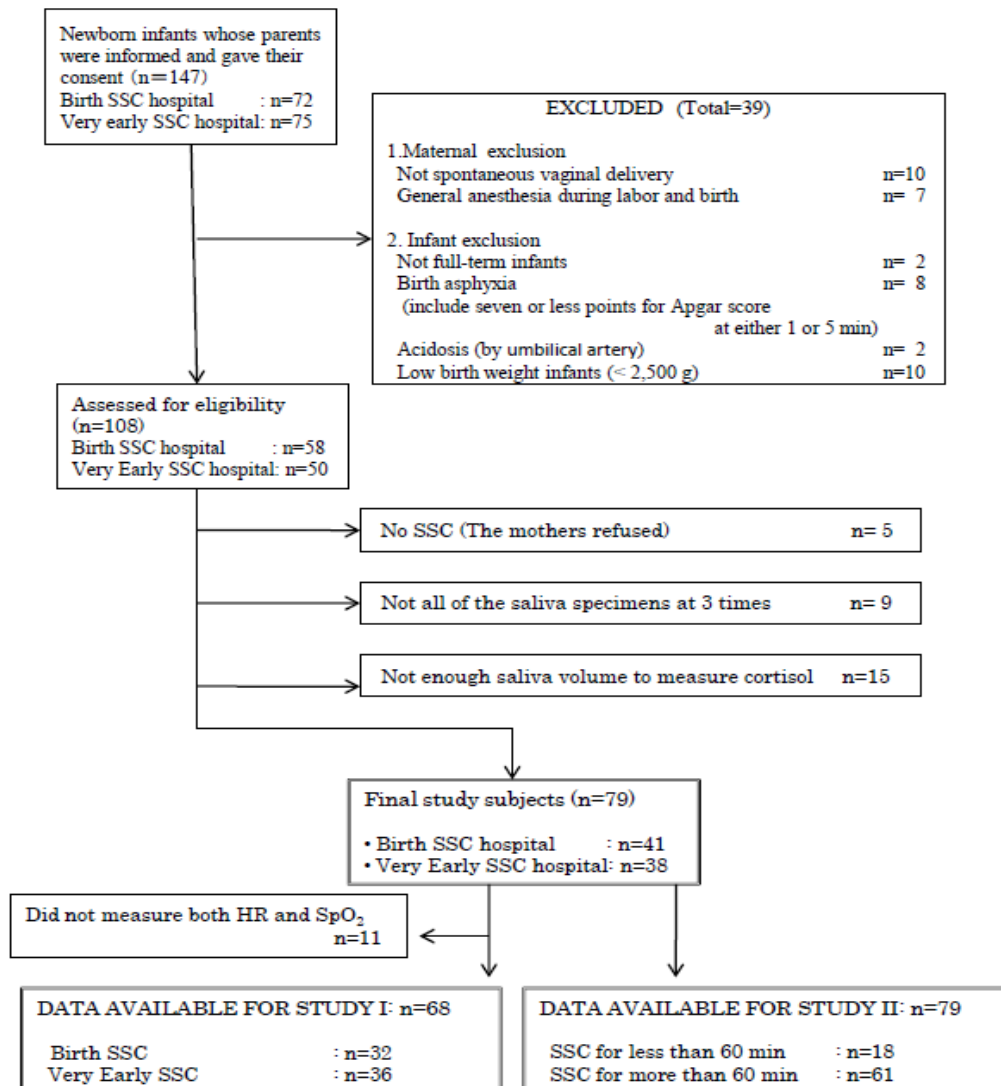 Newborn infants whose parents
were informed and gave their
consent (n=147)
Birth SSC hospital : n=72
Very early SSC hospital: n=75
EXCLUDED (Total=39)
1.Maternal exclusion
Not spontaneous vaginal delivery n=10
General anesthesia during labor and birth n= 7
2. Infant exclusion
Not full-term infants n= 2
Birth asphyxia n= 8
(include seven or less points for Apgar score
at either 1 or 5 min)
Acidosis (by umbilical artery) n= 2
Low birth weight infants (< 2,500 g) n=10
Assessed for eligibility
(n=108)
Birth SSC hospital : n=58
Very Early SSC hospital: n=50
No SSC (The mothers refused) n= 5
Not all of the saliva specimens at 3 times n= 9
Not enough saliva volume to measure cortisol n=15
Final study subjects (n=79)
• Birth SSC hospital : n=41
• Very Early SSC hospital: n=38
Did not measure both HR and SpO₂
n=11
DATA AVAILABLE FOR STUDY I: n=68
Birth SSC : n=32
Very Early SSC : n=36
DATA AVAILABLE FOR STUDY II: n=79
SSC for less than 60 min : n=18
SSC for more than 60 min : n=61